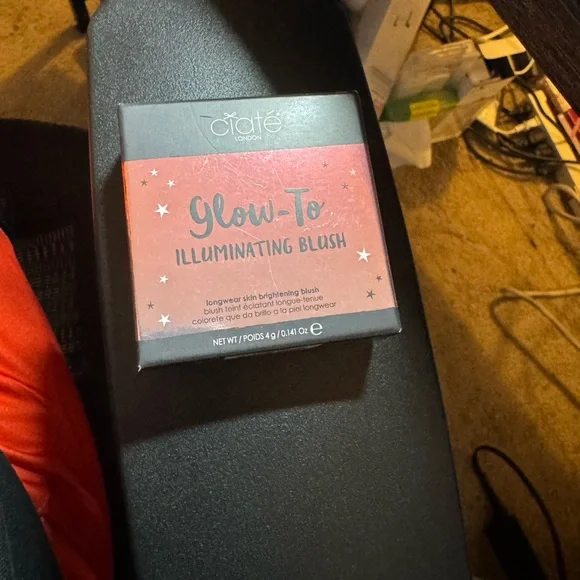 ciaté
LONDON
Glow-To
ILLUMINATING BLUSH
longwear skin brightening blush
blush teint éclatant longue-tenue
colorete que da brillo a la piel longwear
NET WT / POIDS 4 g / 0.141 Oz ℮